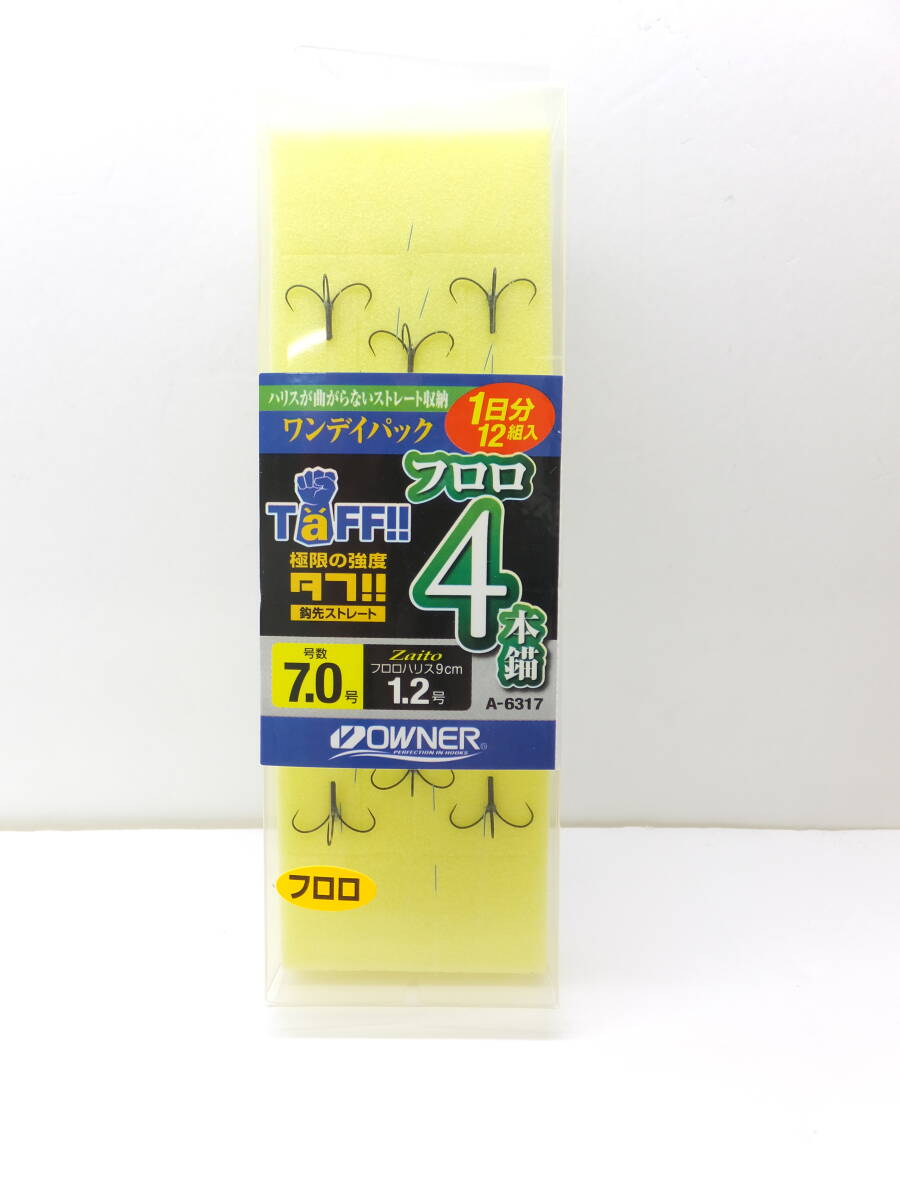 ハリスが曲がらないストレート収納
ワンデイパック
1日分
12組入
フロロ
4
本錨
TäFF!!
極限の強度
タフ!!
鈎先ストレート
号数
7.0号
Zaito
フロロハリス9cm
1.2号
A-6317
OWNER®
PERFECTION IN HOOKS
フロロ